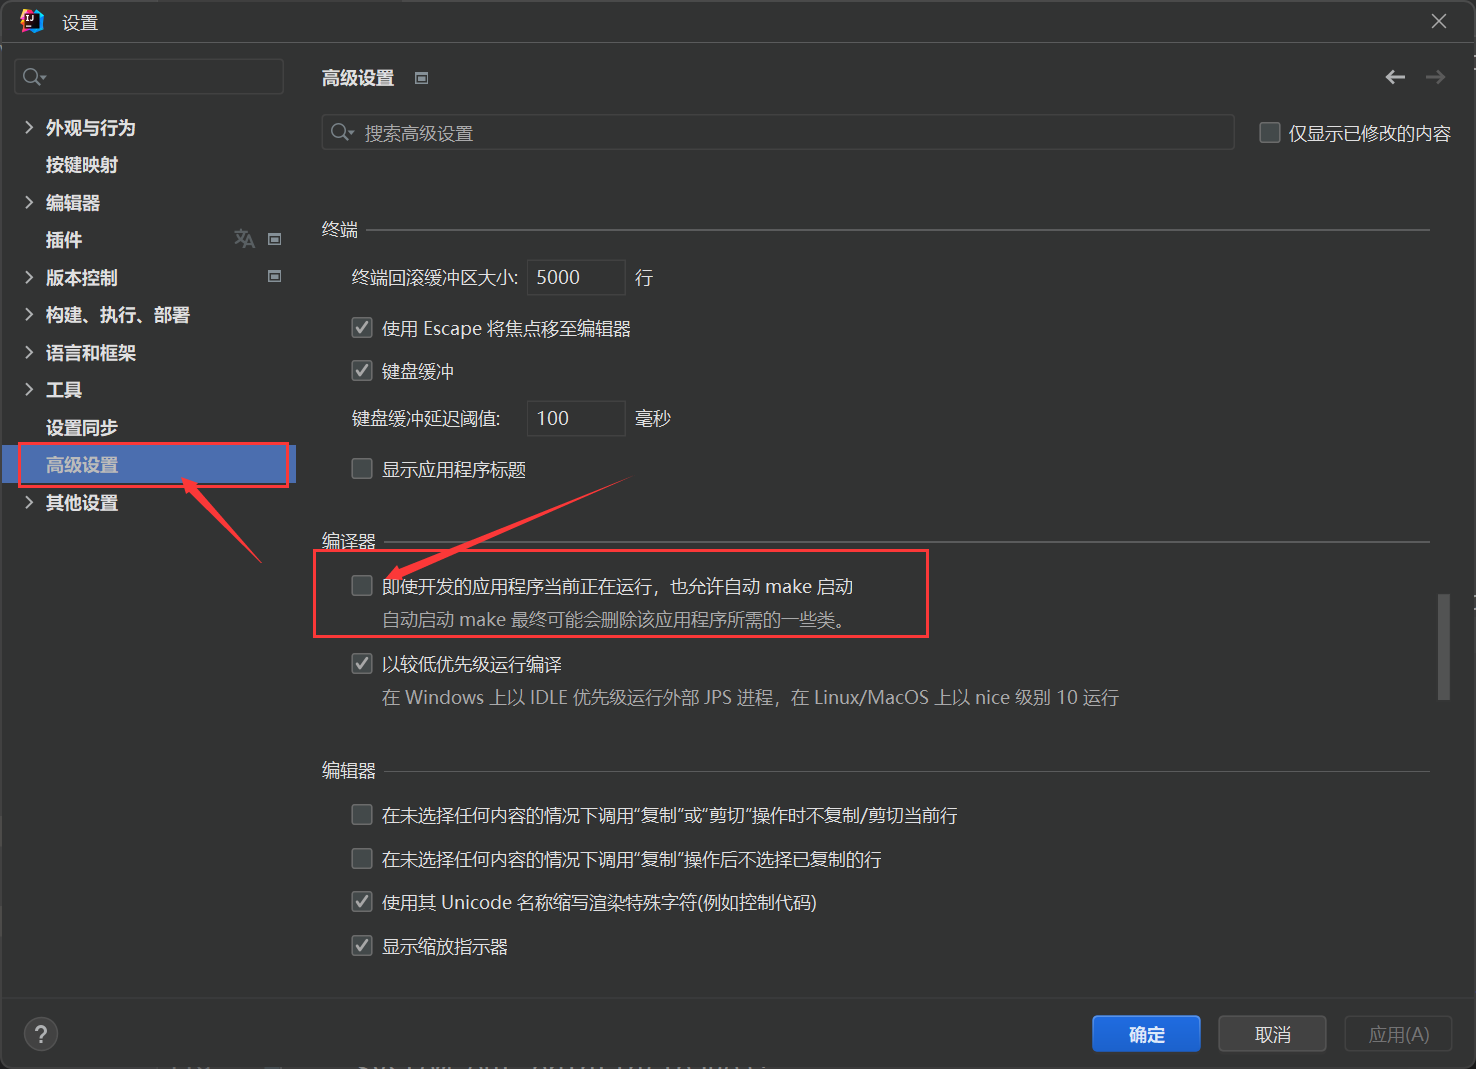 设置
高级设置
搜索高级设置
仅显示已修改的内容
外观与行为
按键映射
编辑器
插件
版本控制
构建、执行、部署
语言和框架
工具
设置同步
高级设置
其他设置
终端
终端回滚缓冲区大小: 5000 行
使用 Escape 将焦点移至编辑器
键盘缓冲
键盘缓冲延迟阈值: 100 毫秒
显示应用程序标题
编译器
即使开发的应用程序当前正在运行，也允许自动 make 启动
自动启动 make 最终可能会删除该应用程序所需的一些类。
以较低优先级运行编译
在 Windows 上以 IDLE 优先级运行外部 JPS 进程，在 Linux/MacOS 上以 nice 级别 10 运行
编辑器
在未选择任何内容的情况下调用“复制”或“剪切”操作时不复制/剪切当前行
在未选择任何内容的情况下调用“复制”操作后不选择已复制的行
使用其 Unicode 名称缩写渲染特殊字符(例如控制代码)
显示缩放指示器
?
确定
取消
应用(A)